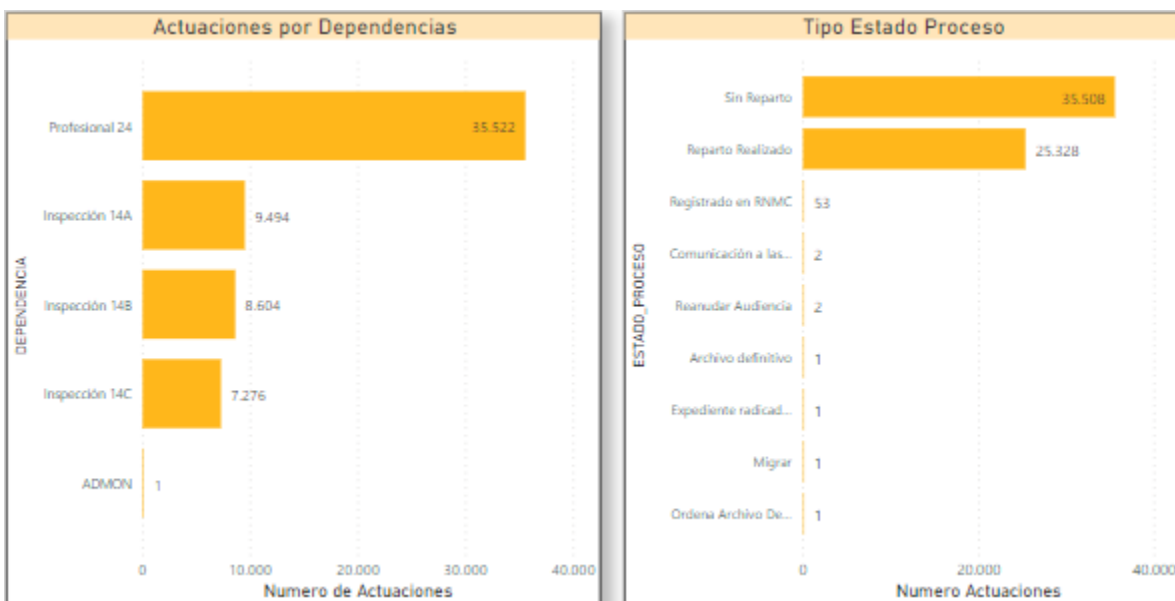 Actuaciones por Dependencias
DEPENDENCIA
Profesional 24
35.522
Inspección 14A
9.494
Inspección 14B
8.604
Inspección 14C
7.276
ADMON
1
0
10.000
20.000
30.000
40.000
Numero de Actuaciones
Tipo Estado Proceso
ESTADO_PROCESO
Sin Reparto
35.508
Reparto Realizado
25.328
Registrado en RNMC
53
Comunicación a las...
2
Reanudar Audiencia
2
Archivo definitivo
1
Expediente radicad...
1
Migrar
1
Ordena Archivo De...
1
0
20.000
40.000
Numero Actuaciones